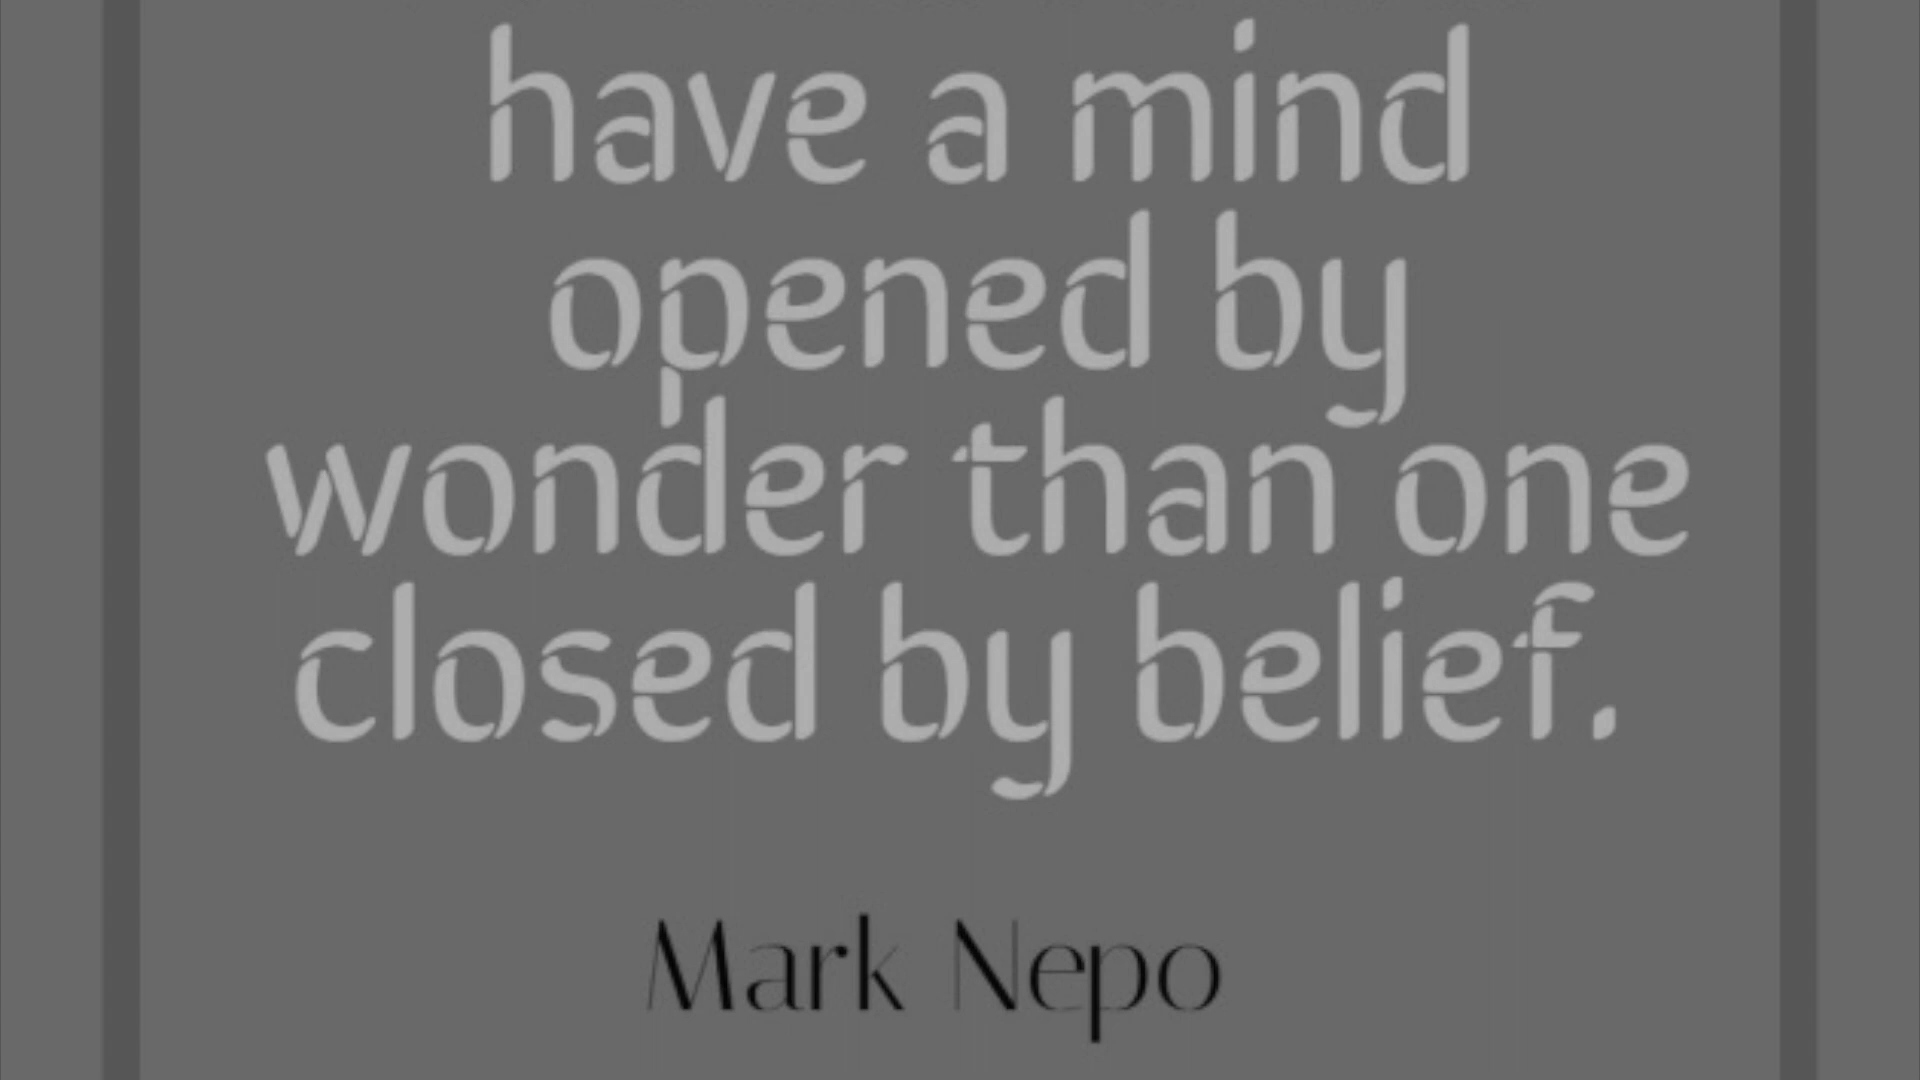 have a mind
opened by
wonder than one
closed by belief.
Mark Nepo